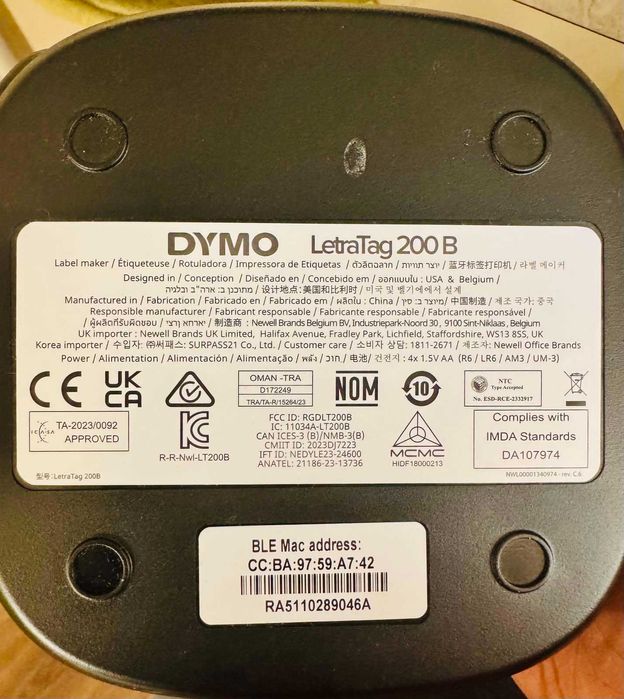 DYMO LetraTag 200 B
Label maker / Étiqueteuse / Rotuladora / Impressora de Etiquetas / ตัวตีฉลาก / יוצר תוויות / 蓝牙标签打印机 / 라벨 메이커
Designed in / Conception / Diseñado en / Concebido em / ออกแบบใน : USA & Belgium /
מתוכנן ב: ארה"ב ובלגיה / 设计地点: 美国和比利时 / 미국 및 벨기에에서 설계
Manufactured in / Fabrication / Fabricado en / Fabricado em / ผลิตใน : China / מיוצר ב: סין / 中国制造 / 제조 국가: 중국
Responsible manufacturer / Fabricant responsable / Fabricante responsable / Fabricante responsável /
/ ผู้ผลิตที่รับผิดชอบ / יצרן אחראי / 制造商 : Newell Brands Belgium BV, Industriepark-Noord 30, 9100 Sint-Niklaas, Belgium
UK importer : Newell Brands UK Limited, Halifax Avenue, Fradley Park, Lichfield, Staffordshire, WS13 8SS, UK
Korea importer / 수입자 : (㈜써패스) SURPASS21 Co., Ltd. / Customer care / 소비자 상담 : 1811-2671 / 제조자: Newell Office Brands
Power / Alimentation / Alimentación / Alimentação / พลัง / חוכ / 电池/ 건전지 : 4x 1.5V AA (R6 / LR6 / AM3 / UM-3)
CE UK CA OMAN -TRA NOM 10 NTC
D172249 Type Approved
TRA/TA-R/15264/23 No. ESD-RCE-2332917
ICASA TA-2023/0092
APPROVED
R-R-Nwl-LT200B
FCC ID: RGDLT200B
IC: 11034A-LT200B
CAN ICES-3 (B)/NMB-3(B)
CMIIT ID: 2023DJ7223
IFT ID: NEDYLE23-24600
ANATEL: 21186-23-13736
MCMC
HIDF18000213
Complies with
IMDA Standards
DA107974
型号: LetraTag 200B
NWL00001340974 - rev. C.6
BLE Mac address:
CC:BA:97:59:A7:42
RA5110289046A